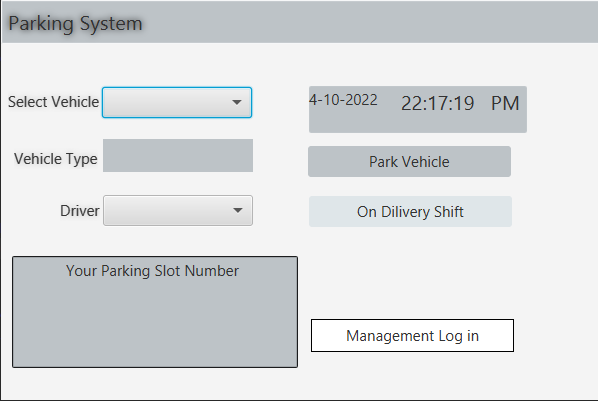 Parking System
Select Vehicle
4-10-2022 22:17:19 PM
Vehicle Type
Park Vehicle
Driver
On Dilivery Shift
Your Parking Slot Number
Management Log in